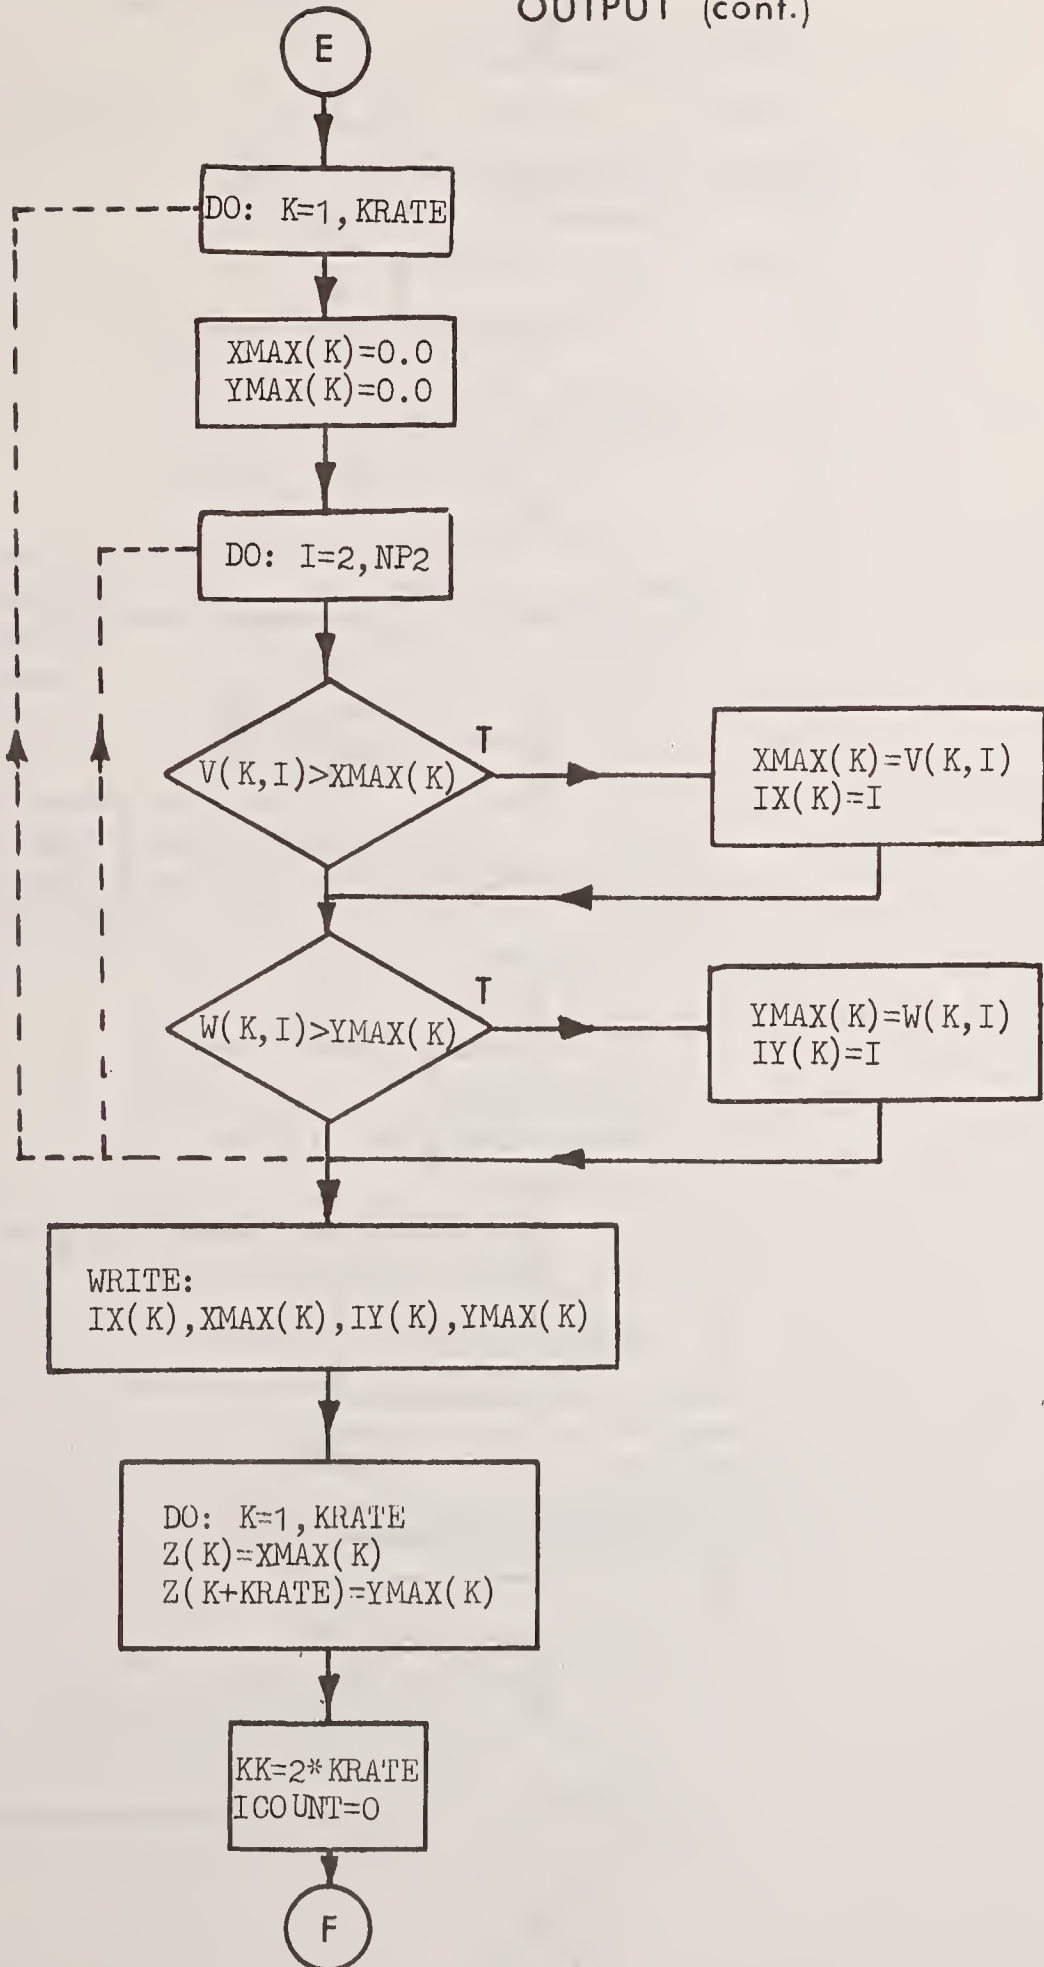 OUTPUT (cont.)
E
DO: K=1,KRATE
XMAX(K)=0.0
YMAX(K)=0.0
DO: I=2,NP2
V(K,I)>XMAX(K)
T
XMAX(K)=V(K,I)
IX(K)=I
W(K,I)>YMAX(K)
T
YMAX(K)=W(K,I)
IY(K)=I
WRITE:
IX(K),XMAX(K),IY(K),YMAX(K)
DO: K=1,KRATE
Z(K)=XMAX(K)
Z(K+KRATE)=YMAX(K)
KK=2*KRATE
ICOUNT=0
F